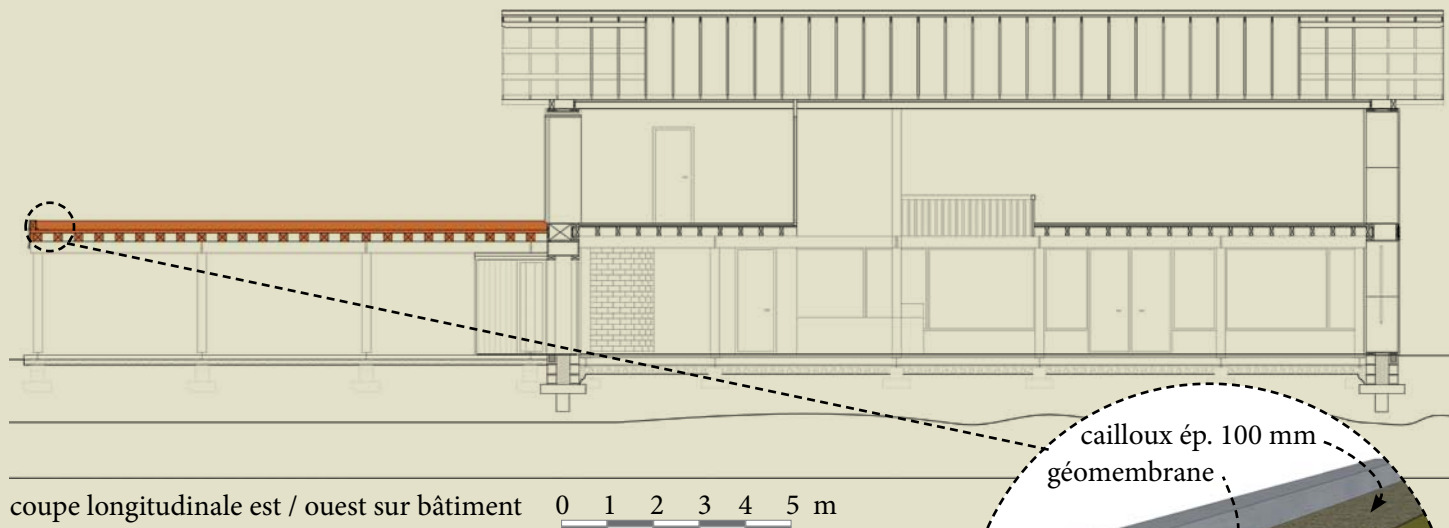 cailloux ép. 100 mm
géomembrane
coupe longitudinale est / ouest sur bâtiment 0 1 2 3 4 5 m